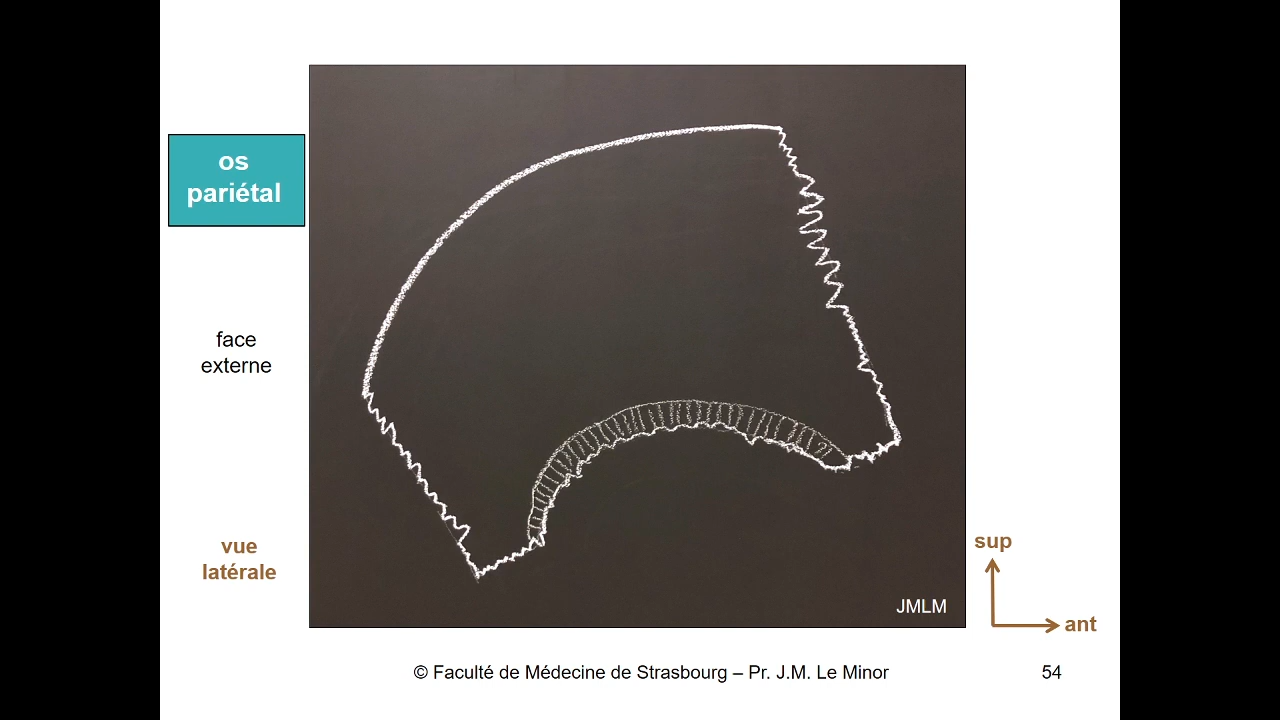 os
pariétal
face
externe
vue
latérale
sup
ant
JMLM
© Faculté de Médecine de Strasbourg – Pr. J.M. Le Minor
54